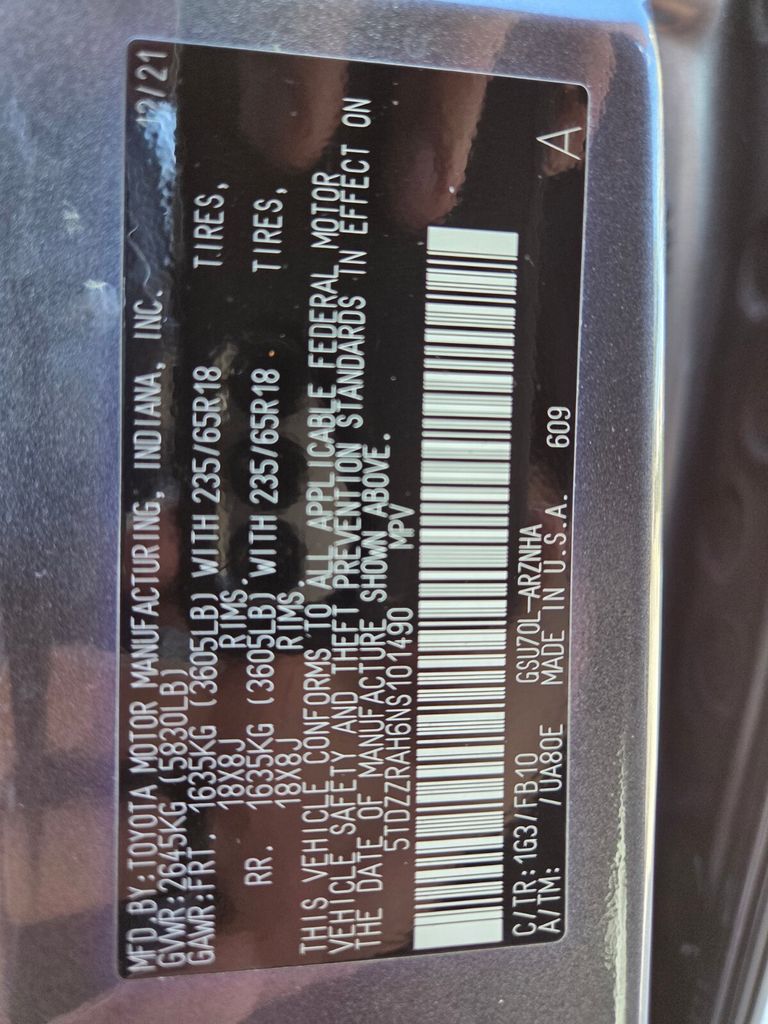 MFD BY:TOYOTA MOTOR MANUFACTURING, INDIANA, INC. 12/21
GVWR:2645KG (5830LB)
GAWR:FRT. 1635KG (3605LB) WITH 235/65R18 TIRES,
18X8J RIMS.
RR. 1635KG (3605LB) WITH 235/65R18 TIRES,
18X8J RIMS.
THIS VEHICLE CONFORMS TO ALL APPLICABLE FEDERAL MOTOR
VEHICLE SAFETY AND THEFT PREVENTION STANDARDS IN EFFECT ON
THE DATE OF MANUFACTURE SHOWN ABOVE.
5TDZZRAH6NS101490 MPV
C/TR:1G3/FB10 GSU70L-ARZNHA A
A/TM: /UA80E MADE IN U.S.A. 609